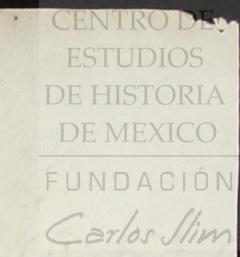 CENTRO DE
ESTUDIOS
DE HISTORIA
DE MEXICO
FUNDACIÓN
Carlos Slim